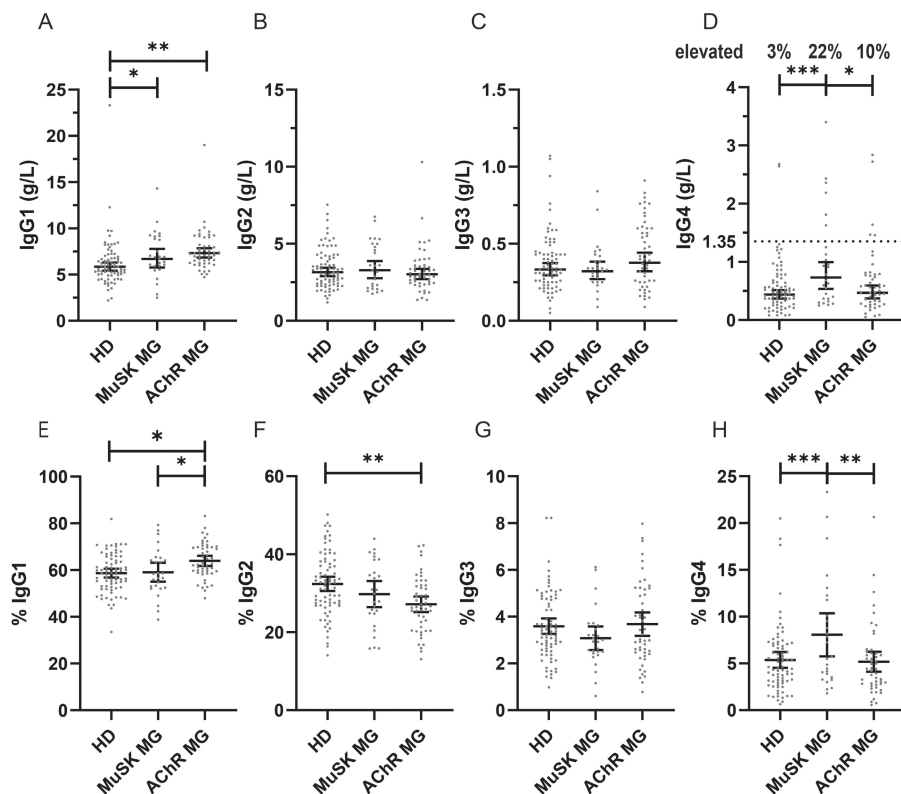 A
B
C
D
elevated 3% 22% 10%
**
*
*** *
25
20
15
10
5
0
IgG1 (g/L)
HD
MuSK MG
AChR MG
15
10
5
0
IgG2 (g/L)
HD
MuSK MG
AChR MG
1.5
1.0
0.5
0.0
IgG3 (g/L)
HD
MuSK MG
AChR MG
4
3
2
1.35
1
0
IgG4 (g/L)
HD
MuSK MG
AChR MG
E
F
G
H
*
*
**
*** **
100
80
60
40
20
0
% IgG1
HD
MuSK MG
AChR MG
60
40
20
0
% IgG2
HD
MuSK MG
AChR MG
10
8
6
4
2
0
% IgG3
HD
MuSK MG
AChR MG
25
20
15
10
5
0
% IgG4
HD
MuSK MG
AChR MG